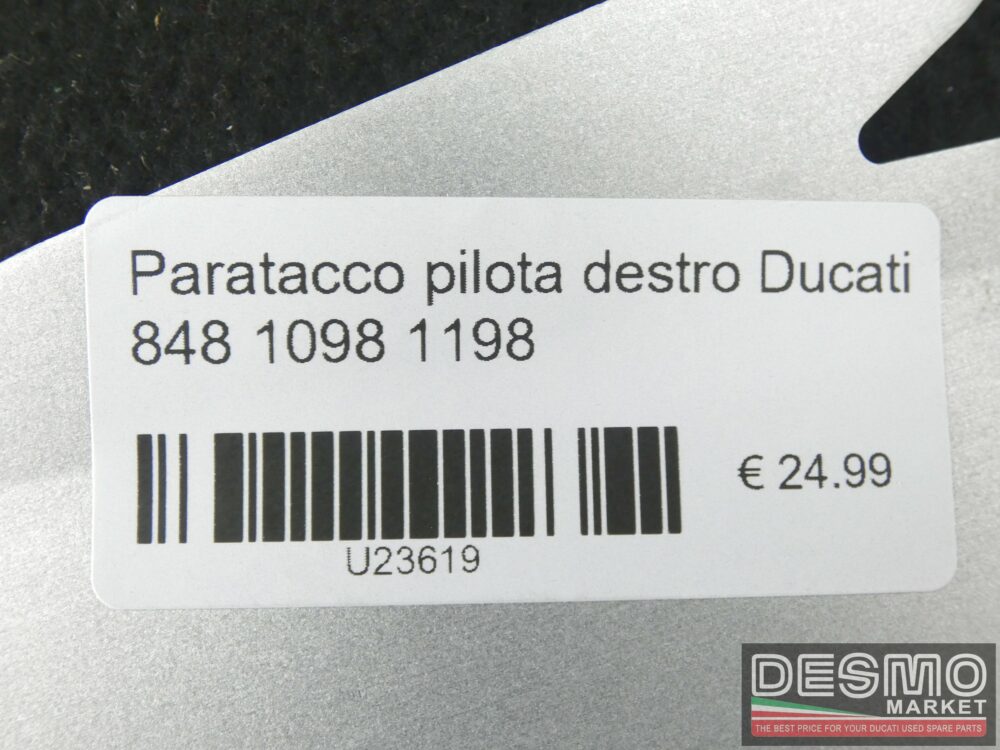 Paratacco pilota destro Ducati
848 1098 1198
€ 24.99
U23619
DESMO
MARKET
THE BEST PRICE FOR YOUR DUCATI USED SPARE PARTS